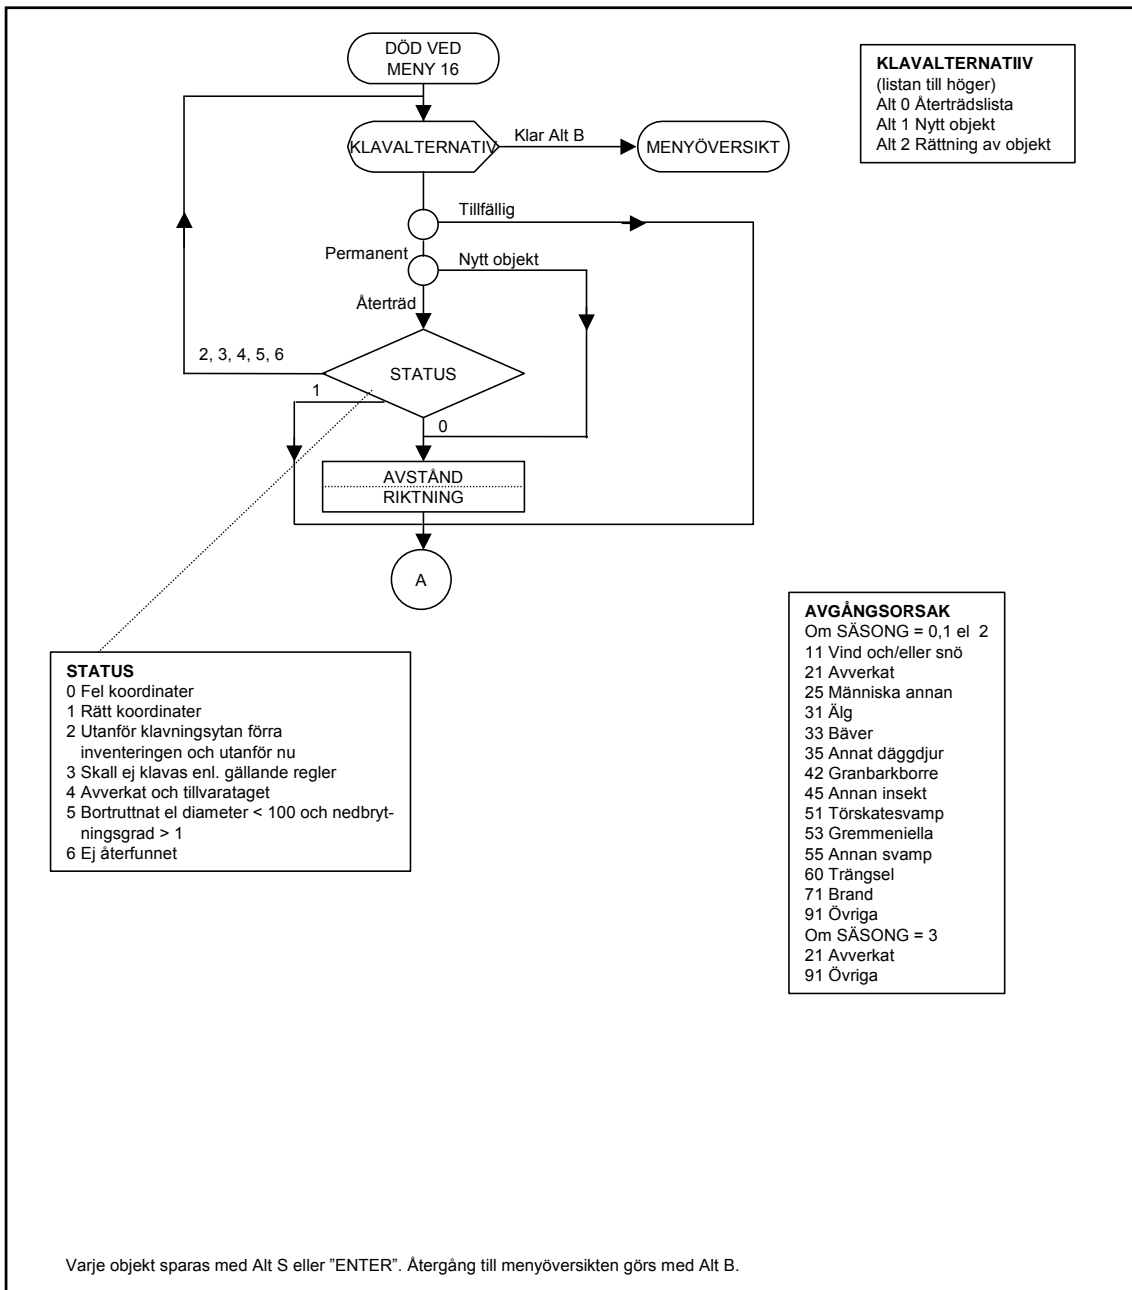 DÖD VED
MENY 16
KLAVALTERNATIIV
(listan till höger)
Alt 0 Återträdslista
Alt 1 Nytt objekt
Alt 2 Rättning av objekt
KLAVALTERNATIV
Klar Alt B
MENYÖVERSIKT
Tillfällig
Permanent
Nytt objekt
Återträd
2, 3, 4, 5, 6
STATUS
1
0
AVSTÅND
RIKTNING
A
STATUS
0 Fel koordinater
1 Rätt koordinater
2 Utanför klavningsytan förra
inventeringen och utanför nu
3 Skall ej klavas enl. gällande regler
4 Avverkat och tillvarataget
5 Bortruttnat el diameter < 100 och nedbryt-
ningsgrad > 1
6 Ej återfunnet
AVGÅNGSORSAK
Om SÄSONG = 0,1 el 2
11 Vind och/eller snö
21 Avverkat
25 Människa annan
31 Älg
33 Bäver
35 Annat däggdjur
42 Granbarkborre
45 Annan insekt
51 Törskatesvamp
53 Gremmeniella
55 Annan svamp
60 Trängsel
71 Brand
91 Övriga
Om SÄSONG = 3
21 Avverkat
91 Övriga
Varje objekt sparas med Alt S eller ”ENTER”. Återgång till menyöversikten görs med Alt B.